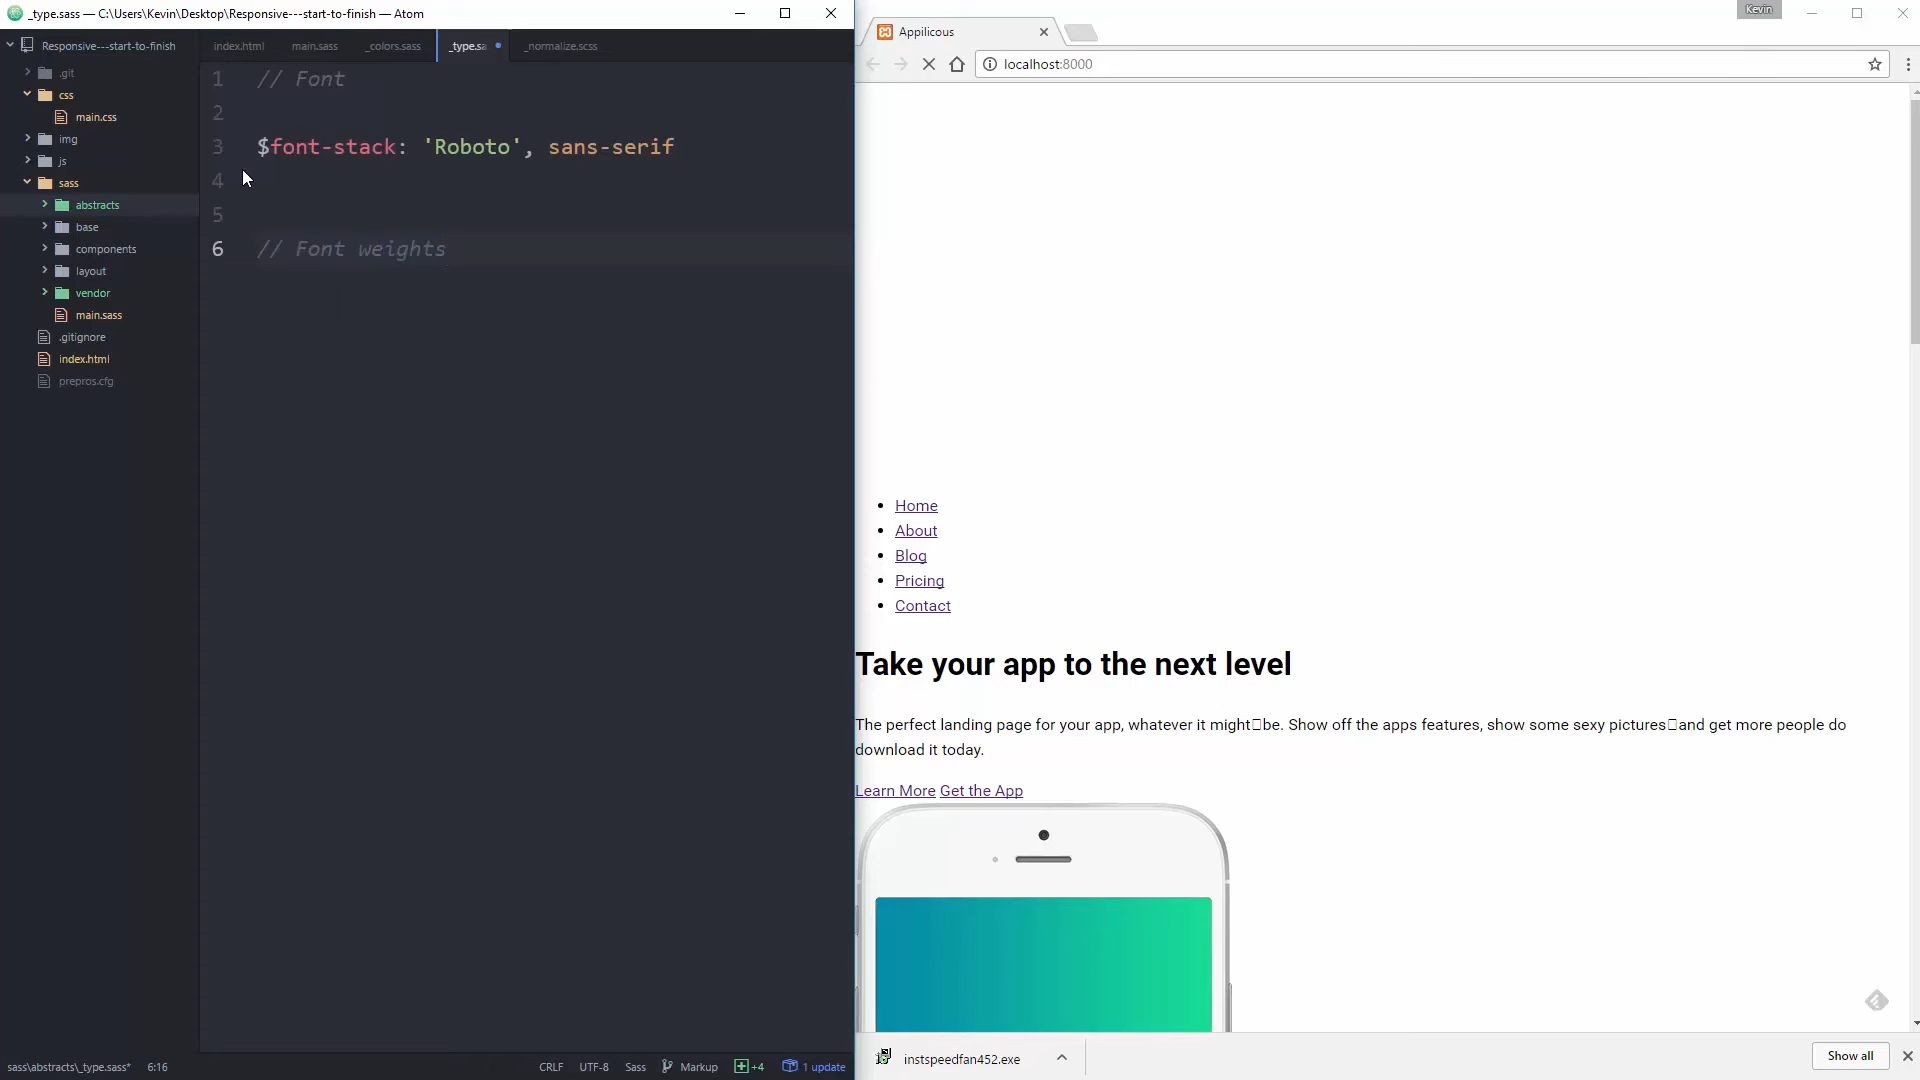 _type.sass — C:\Users\Kevin\Desktop\Responsive---start-to-finish — Atom
Responsive---start-to-finish
.git
css
main.css
img
js
sass
abstracts
base
components
layout
vendor
main.sass
.gitignore
index.html
prepros.cfg
index.html
main.sass
_colors.sass
_type.sa
_normalize.scss
1 // Font
2
3 $font-stack: 'Roboto', sans-serif
4
5
6 // Font weights
sass\abstracts\_type.sass*
6:16
CRLF
UTF-8
Sass
Markup
+4
1 update
Kevin
Appilicous
localhost:8000
Home
About
Blog
Pricing
Contact
Take your app to the next level
The perfect landing page for your app, whatever it might□be. Show off the apps features, show some sexy pictures□and get more people do
download it today.
Learn More Get the App
instspeedfan452.exe
Show all